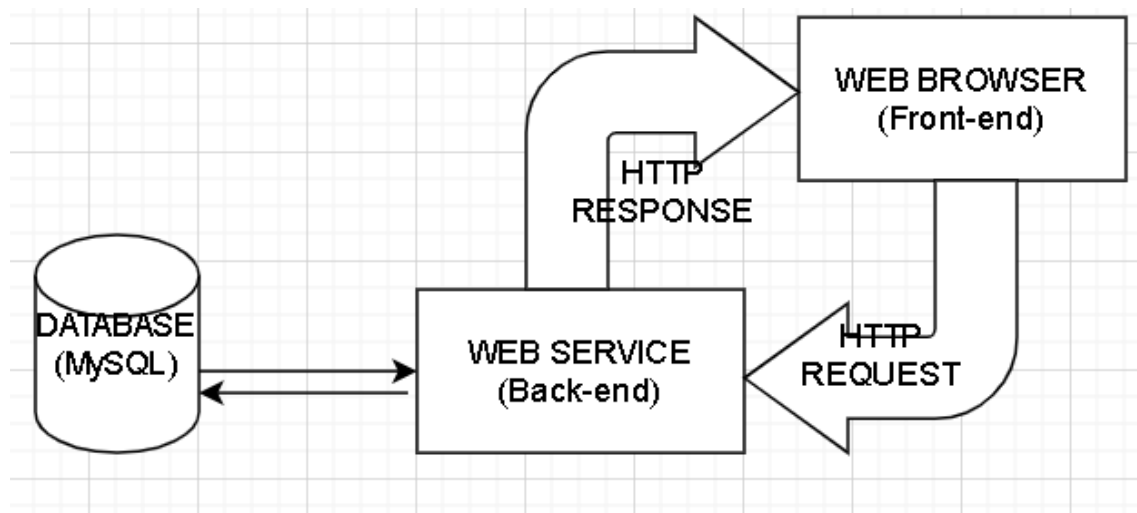 WEB BROWSER
(Front-end)
HTTP
RESPONSE
DATABASE
(MySQL)
WEB SERVICE
(Back-end)
HTTP
REQUEST